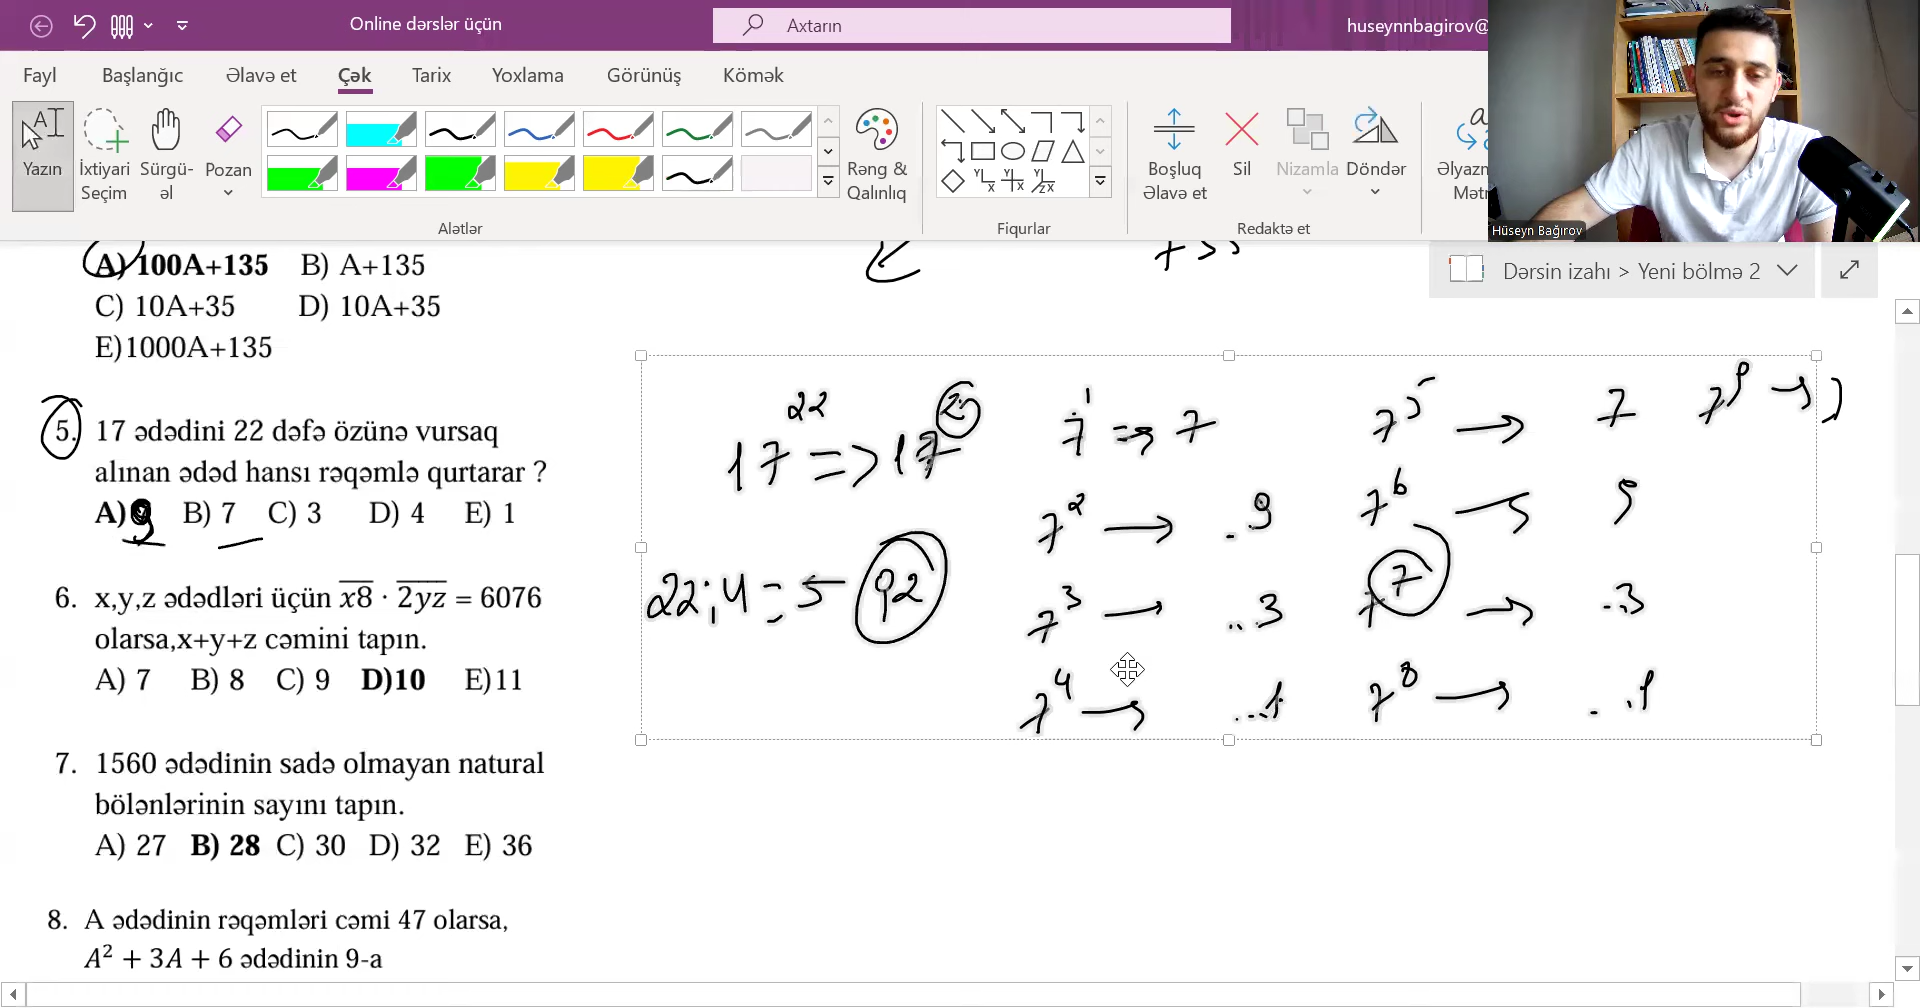 Online dərslər üçün
Axtarın
huseynnbagirov@
Fayl Başlanğıc Əlavə et Çək Tarix Yoxlama Görünüş Kömək
Yazın İxtiyari Seçim Sürgü-əl Pozan Rəng & Qalınlıq Boşluq Əlavə et Sil Nizamla Döndər Əlyazm Mətn
Alətlər Fiqurlar Redaktə et
Hüseyn Bağırov
Dərsin izahı > Yeni bölmə 2
A) 100A+135 B) A+135
C) 10A+35 D) 10A+35
E)1000A+135
5. 17 ədədini 22 dəfə özünə vursaq
alınan ədəd hansı rəqəmlə qurtarar ?
A) 9 B) 7 C) 3 D) 4 E) 1
6. x,y,z ədədləri üçün x8 · 2yz = 6076
olarsa,x+y+z cəmini tapın.
A) 7 B) 8 C) 9 D)10 E)11
7. 1560 ədədinin sadə olmayan natural
bölənlərinin sayını tapın.
A) 27 B) 28 C) 30 D) 32 E) 36
8. A ədədinin rəqəmləri cəmi 47 olarsa,
A² + 3A + 6 ədədinin 9-a
17²² => 17²
22:4=5 q2
7¹ => 7
7² → ..9
7³ → ..3
7⁴ → ...1
7⁵ → 7
7⁶ → 9
7⁷ → ..3
7⁸ → ..1
7⁹ →